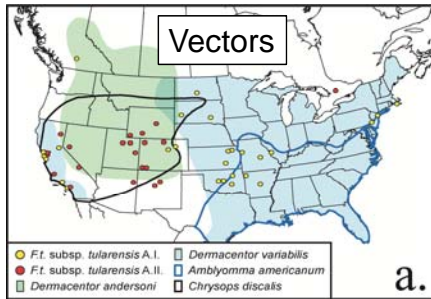 Vectors
F.t. subsp. tularensis A.I.
F.t. subsp. tularensis A.II.
Dermacentor andersoni
Dermacentor variabilis
Amblyomma americanum
Chrysops discalis
a.